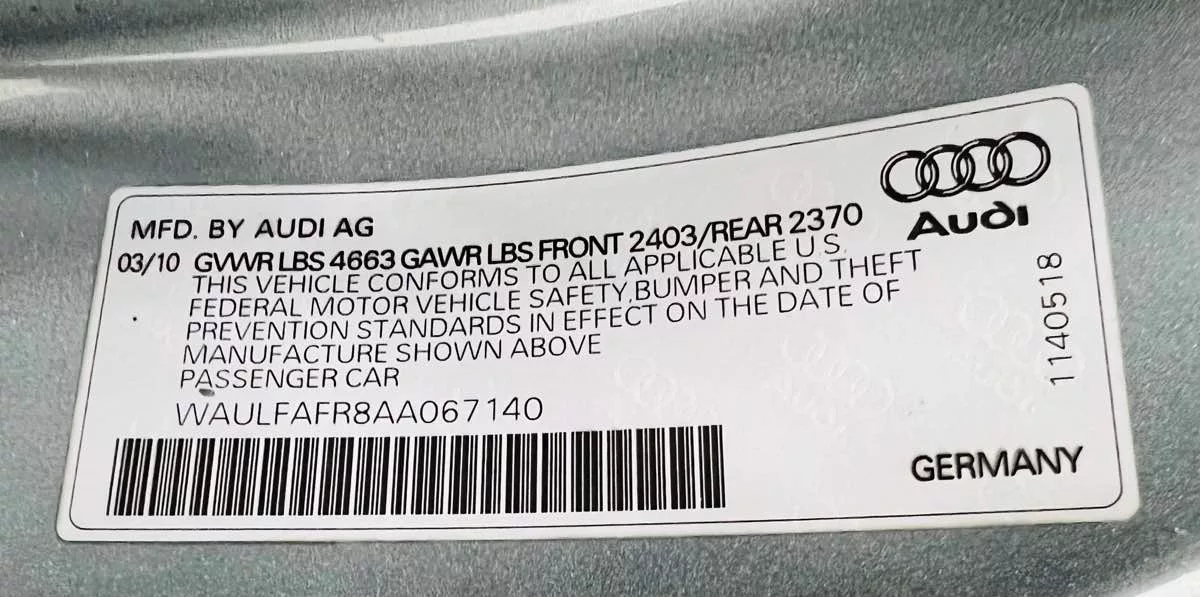 Audi
MFD. BY AUDI AG
03/10 GVWR LBS 4663 GAWR LBS FRONT 2403/REAR 2370
THIS VEHICLE CONFORMS TO ALL APPLICABLE U.S.
FEDERAL MOTOR VEHICLE SAFETY,BUMPER AND THEFT
PREVENTION STANDARDS IN EFFECT ON THE DATE OF
MANUFACTURE SHOWN ABOVE
PASSENGER CAR
WAULFAFR8AA067140
1140518
GERMANY